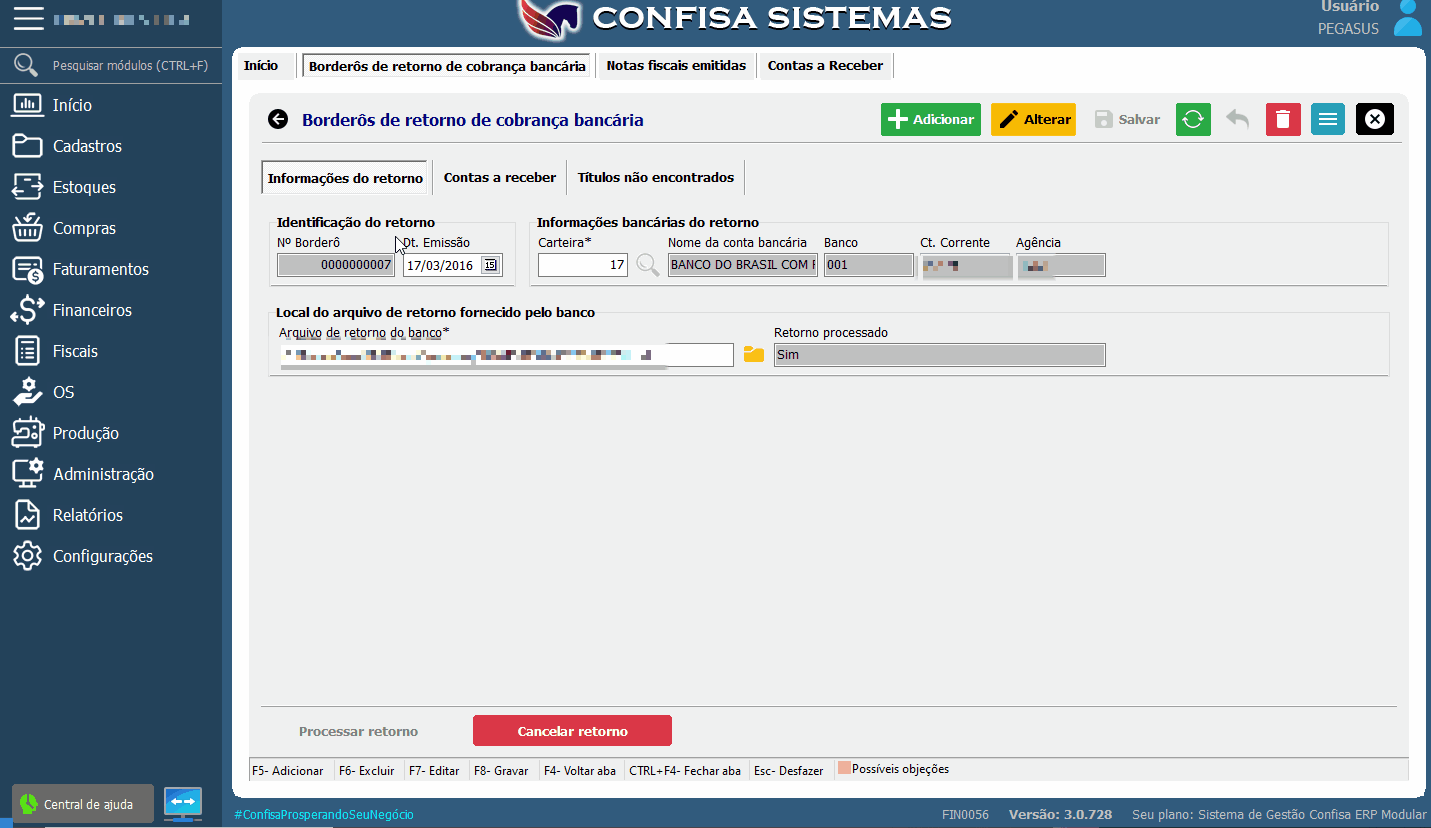 CONFISA SISTEMAS
Usuário
PEGASUS
Pesquisar módulos (CTRL+F)
Início
Cadastros
Estoques
Compras
Faturamentos
Financeiros
Fiscais
OS
Produção
Administração
Relatórios
Configurações
Central de ajuda
Início Borderôs de retorno de cobrança bancária Notas fiscais emitidas Contas a Receber
Borderôs de retorno de cobrança bancária
Adicionar Alterar Salvar
Informações do retorno Contas a receber Títulos não encontrados
Identificação do retorno
Nº Borderô Dt. Emissão
0000000007 17/03/2016 15
Informações bancárias do retorno
Carteira* Nome da conta bancária Banco Ct. Corrente Agência
17 BANCO DO BRASIL COM 001
Local do arquivo de retorno fornecido pelo banco
Arquivo de retorno do banco* Retorno processado
Sim
Processar retorno Cancelar retorno
F5- Adicionar F6- Excluir F7- Editar F8- Gravar F4- Voltar aba CTRL+F4- Fechar aba Esc- Desfazer Possíveis objeções
#ConfisaProsperandoSeuNegócio FIN0056 Versão: 3.0.728 Seu plano: Sistema de Gestão Confisa ERP Modular